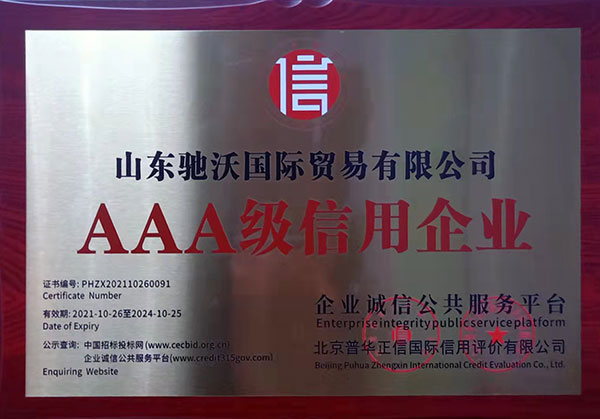 信
山东驰沃国际贸易有限公司
AAA级信用企业
证书编号: PHZX202110260091
Certificate Number
有效期: 2021-10-26至2024-10-25
Date of Expiry
公示查询: 中国招标投标网(www.cecbid.org.cn)
企业诚信公共服务平台(www.credit315gov.com)
Enquiring Website
企业诚信公共服务平台
Enterprise integrity public service platform
北京普华正信国际信用评价有限公司
Beijing Puhua Zhengxin International Credit Evaluation Co., Ltd.